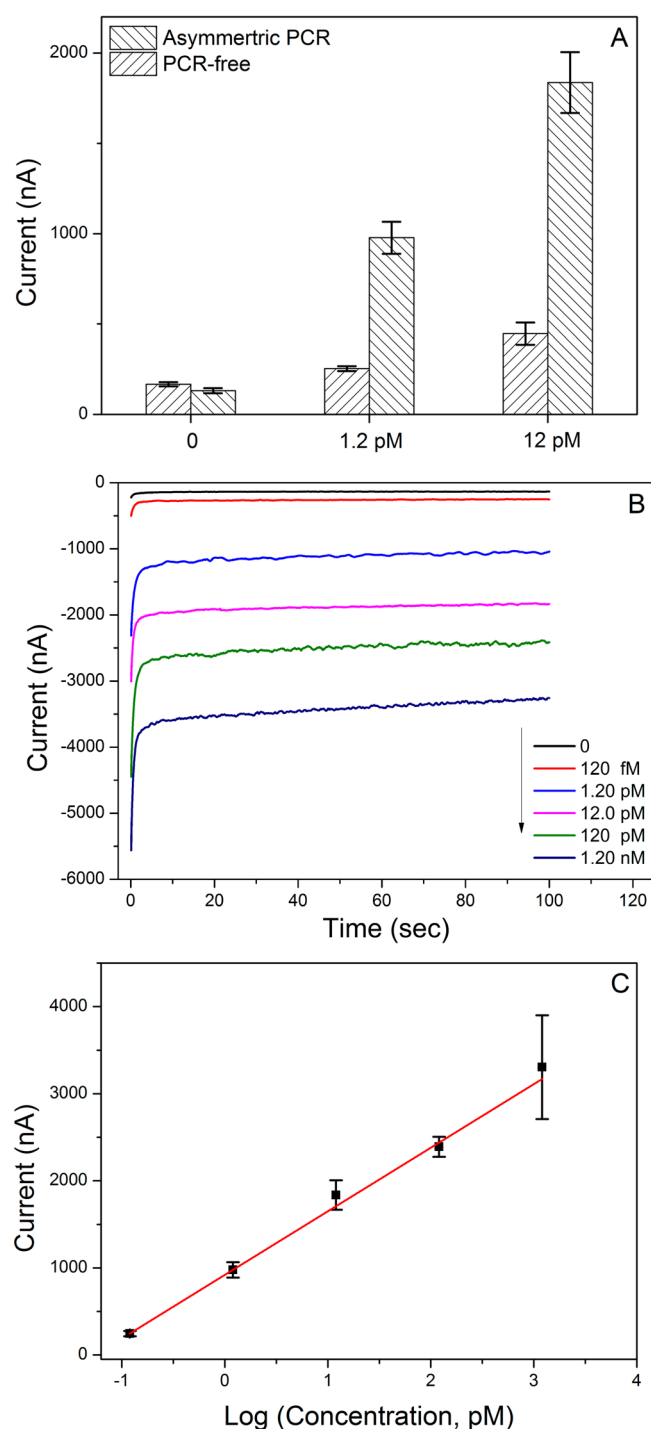 A
Asymmertric PCR
PCR-free
2000
1000
0
Current (nA)
0 1.2 pM 12 pM
B
0
-1000
-2000
-3000
-4000
-5000
-6000
Current (nA)
0
120 fM
1.20 pM
12.0 pM
120 pM
1.20 nM
0 20 40 60 80 100 120
Time (sec)
C
4000
3000
2000
1000
0
Current (nA)
-1 0 1 2 3 4
Log (Concentration, pM)